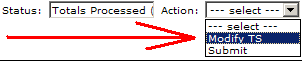 Status: Totals Processed ( Action: --- select ---
--- select ---
Modify TS
Submit